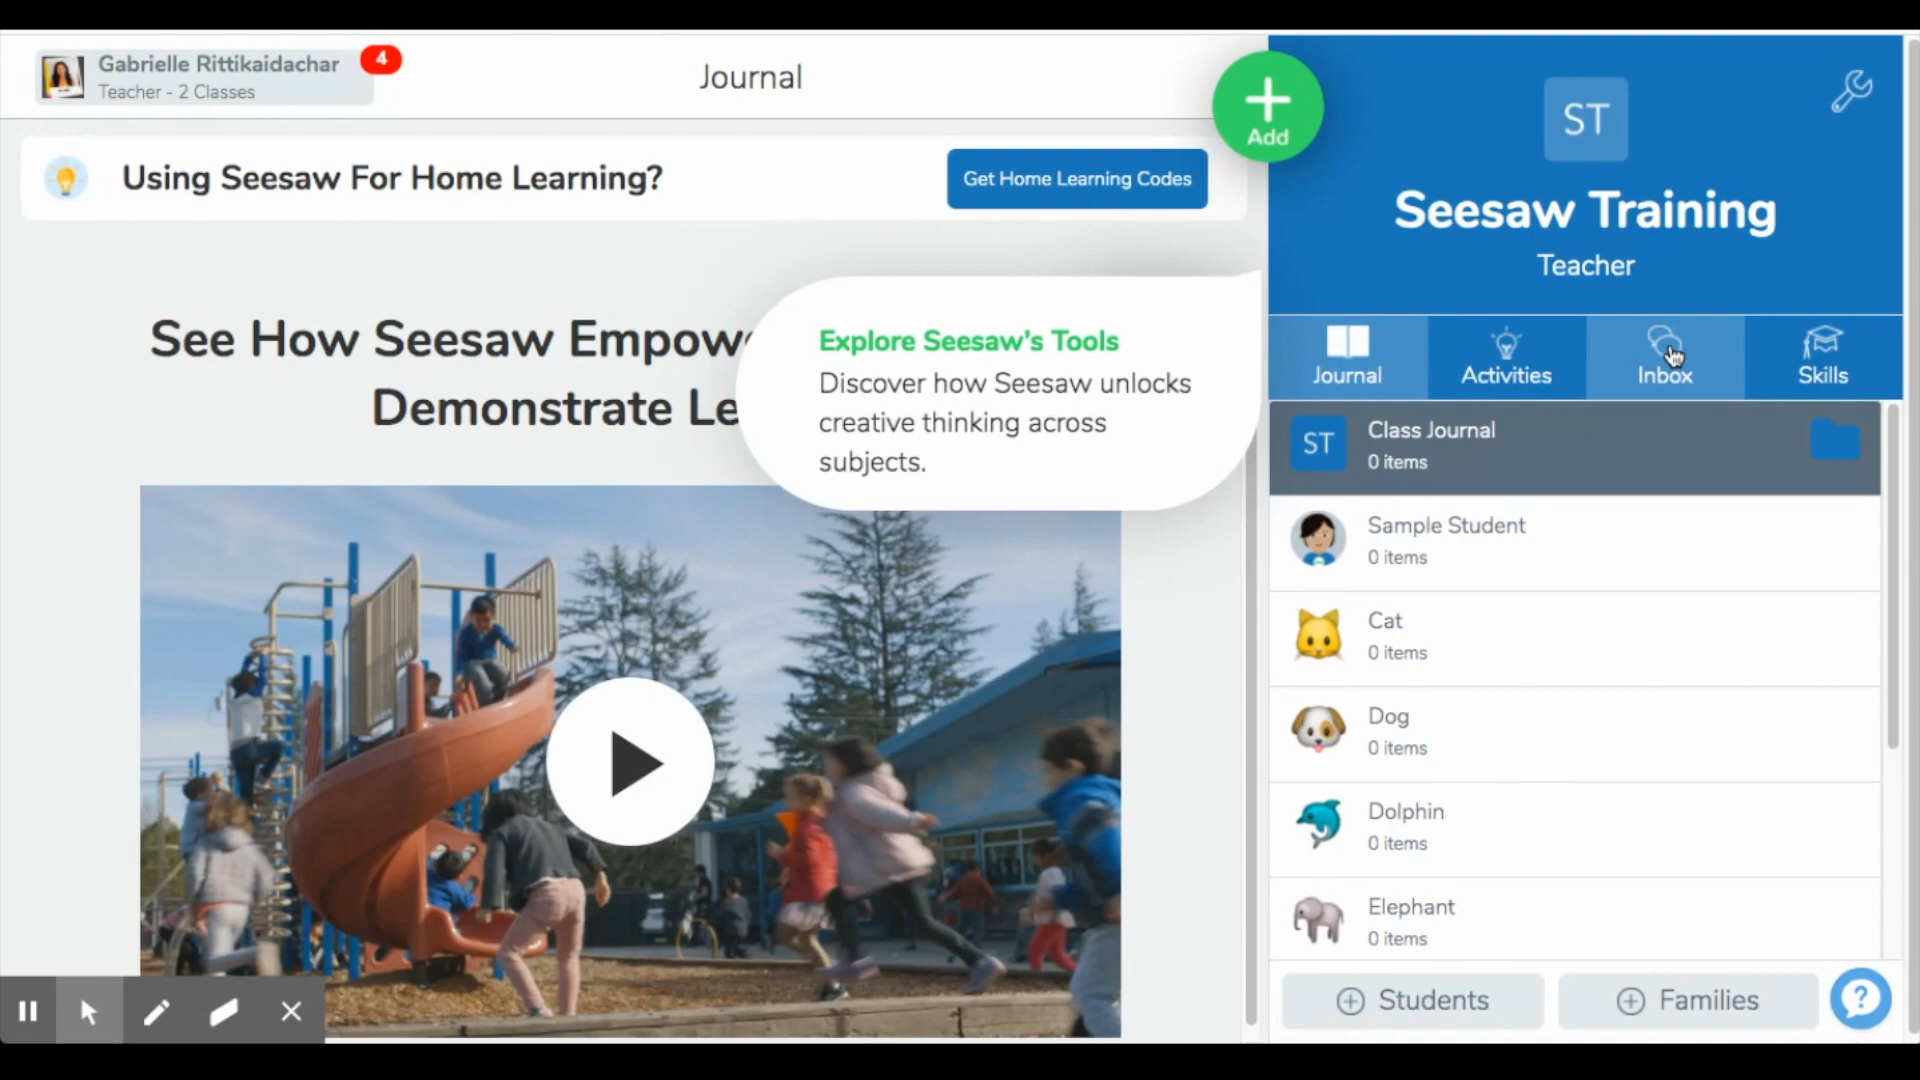 Gabrielle Rittikaidachar
Teacher - 2 Classes
4
Journal
Add
Using Seesaw For Home Learning?
Get Home Learning Codes
See How Seesaw
Demonstrate
Explore Seesaw's Tools
Discover how Seesaw unlocks
creative thinking across
subjects.
ST
Seesaw Training
Teacher
Journal
Activities
Inbox
Skills
ST
Class Journal
0 items
Sample Student
0 items
Cat
0 items
Dog
0 items
Dolphin
0 items
Elephant
0 items
Students
Families
?